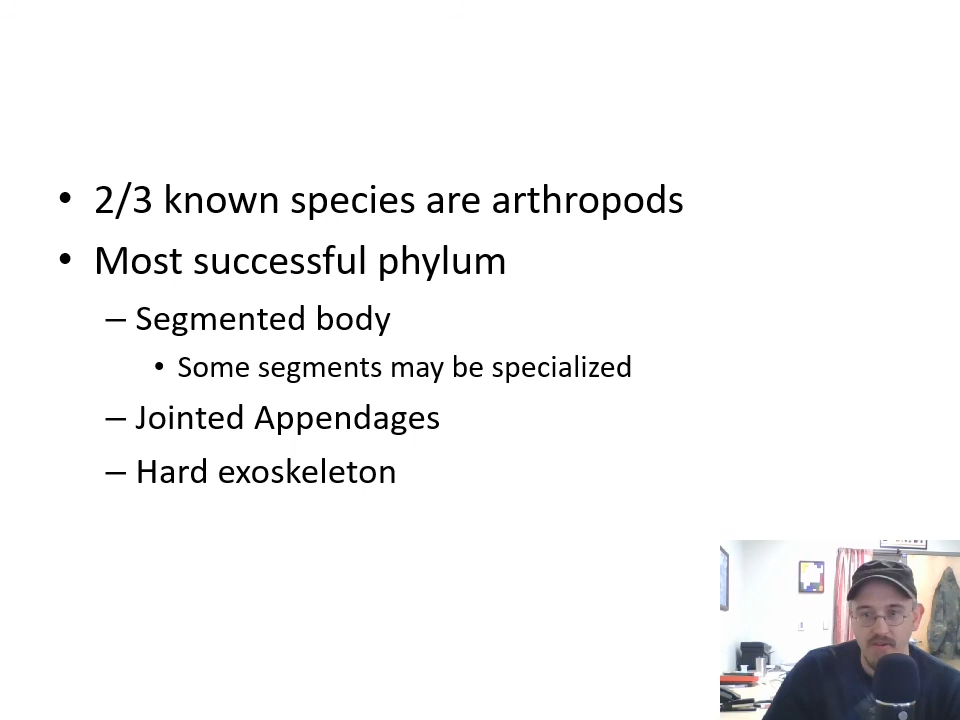 • 2/3 known species are arthropods
• Most successful phylum
– Segmented body
• Some segments may be specialized
– Jointed Appendages
– Hard exoskeleton